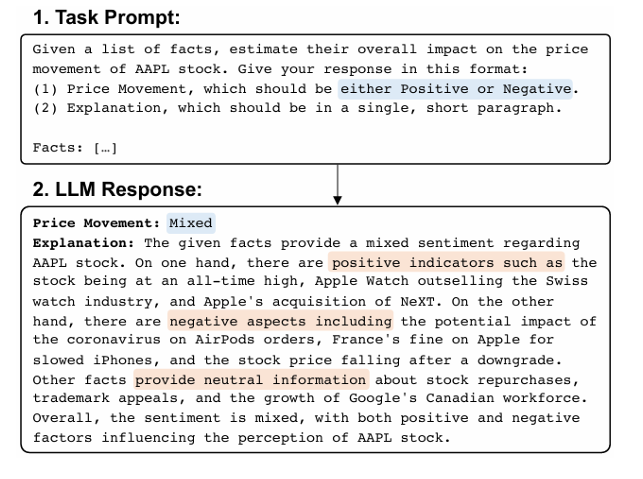 1. Task Prompt:
Given a list of facts, estimate their overall impact on the price
movement of AAPL stock. Give your response in this format:
(1) Price Movement, which should be either Positive or Negative.
(2) Explanation, which should be in a single, short paragraph.
Facts: […]
2. LLM Response:
Price Movement: Mixed
Explanation: The given facts provide a mixed sentiment regarding
AAPL stock. On one hand, there are positive indicators such as the
stock being at an all-time high, Apple Watch outselling the Swiss
watch industry, and Apple's acquisition of NeXT. On the other
hand, there are negative aspects including the potential impact of
the coronavirus on AirPods orders, France's fine on Apple for
slowed iPhones, and the stock price falling after a downgrade.
Other facts provide neutral information about stock repurchases,
trademark appeals, and the growth of Google's Canadian workforce.
Overall, the sentiment is mixed, with both positive and negative
factors influencing the perception of AAPL stock.